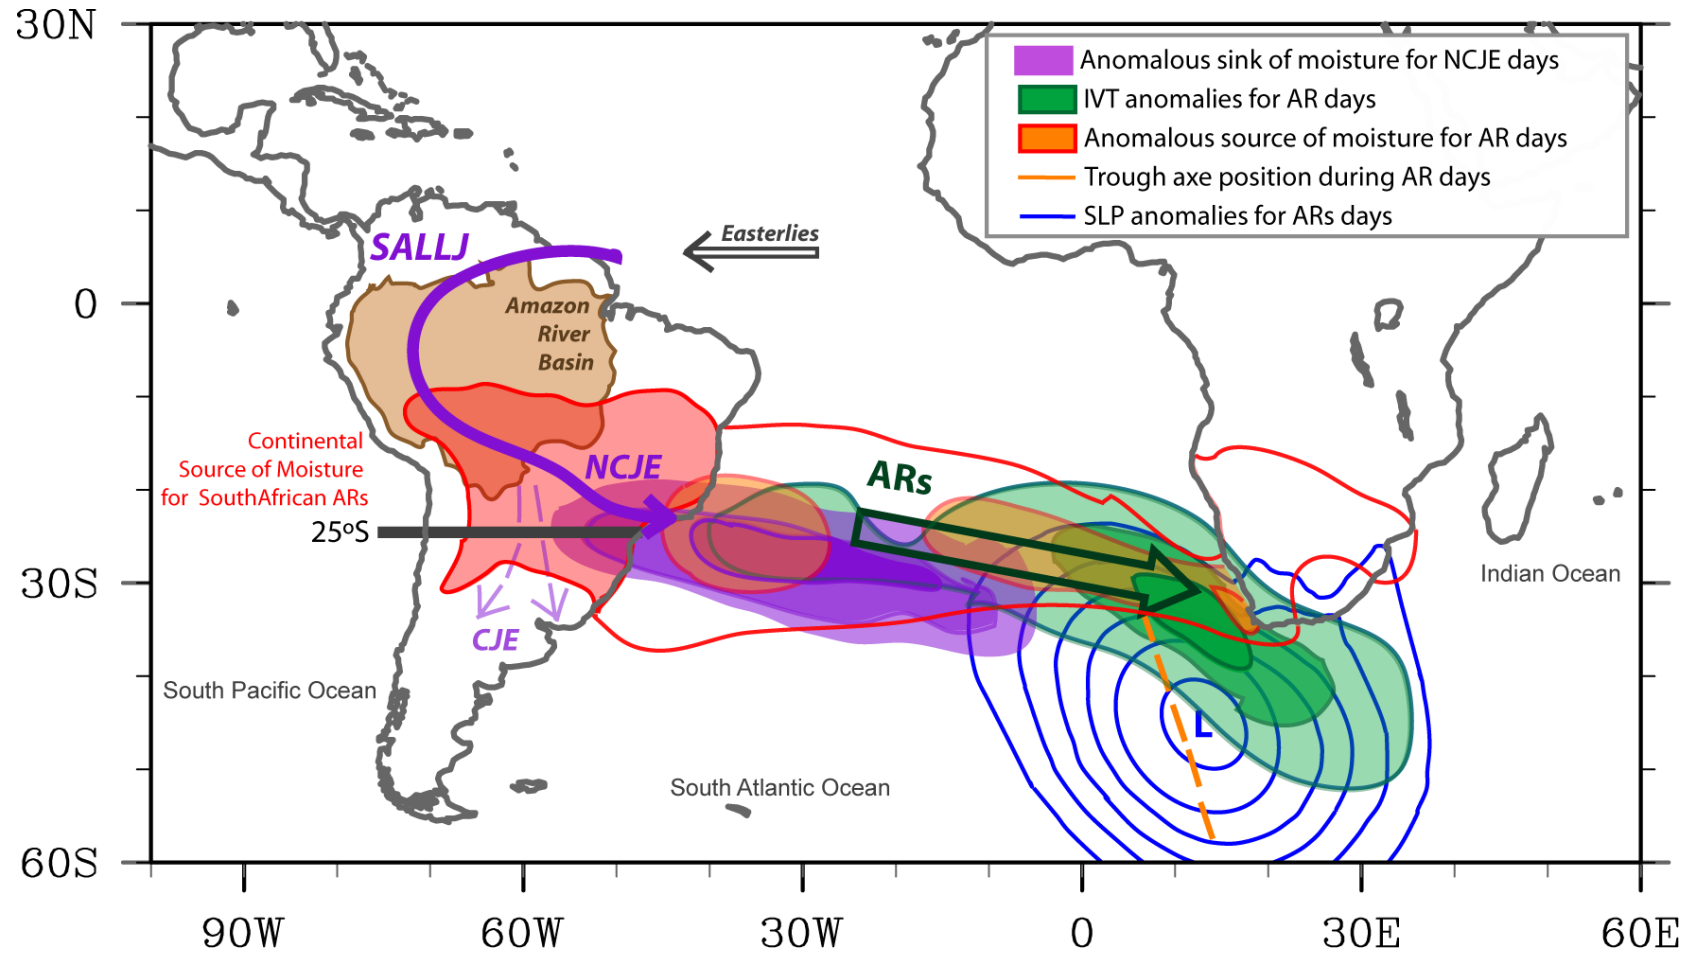 30N
0
30S
60S
90W
60W
30W
0
30E
60E
Anomalous sink of moisture for NCJE days
IVT anomalies for AR days
Anomalous source of moisture for AR days
Trough axe position during AR days
SLP anomalies for ARs days
SALLJ
Easterlies
Amazon
River
Basin
Continental
Source of Moisture
for SouthAfrican ARs
25ºS
NCJE
ARs
CJE
L
Indian Ocean
South Pacific Ocean
South Atlantic Ocean